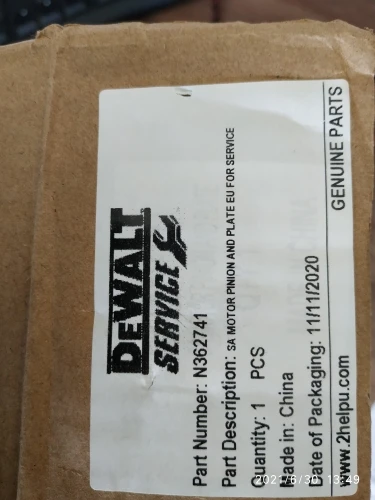 DEWALT
SERVICE
Part Number: N362741
Part Description: SA MOTOR PINION AND PLATE EU FOR SERVICE
Quantity: 1 PCS
Made in: China
Date of Packaging: 11/11/2020
www.2helpu.com GENUINE PARTS
2021/6/30 13:49